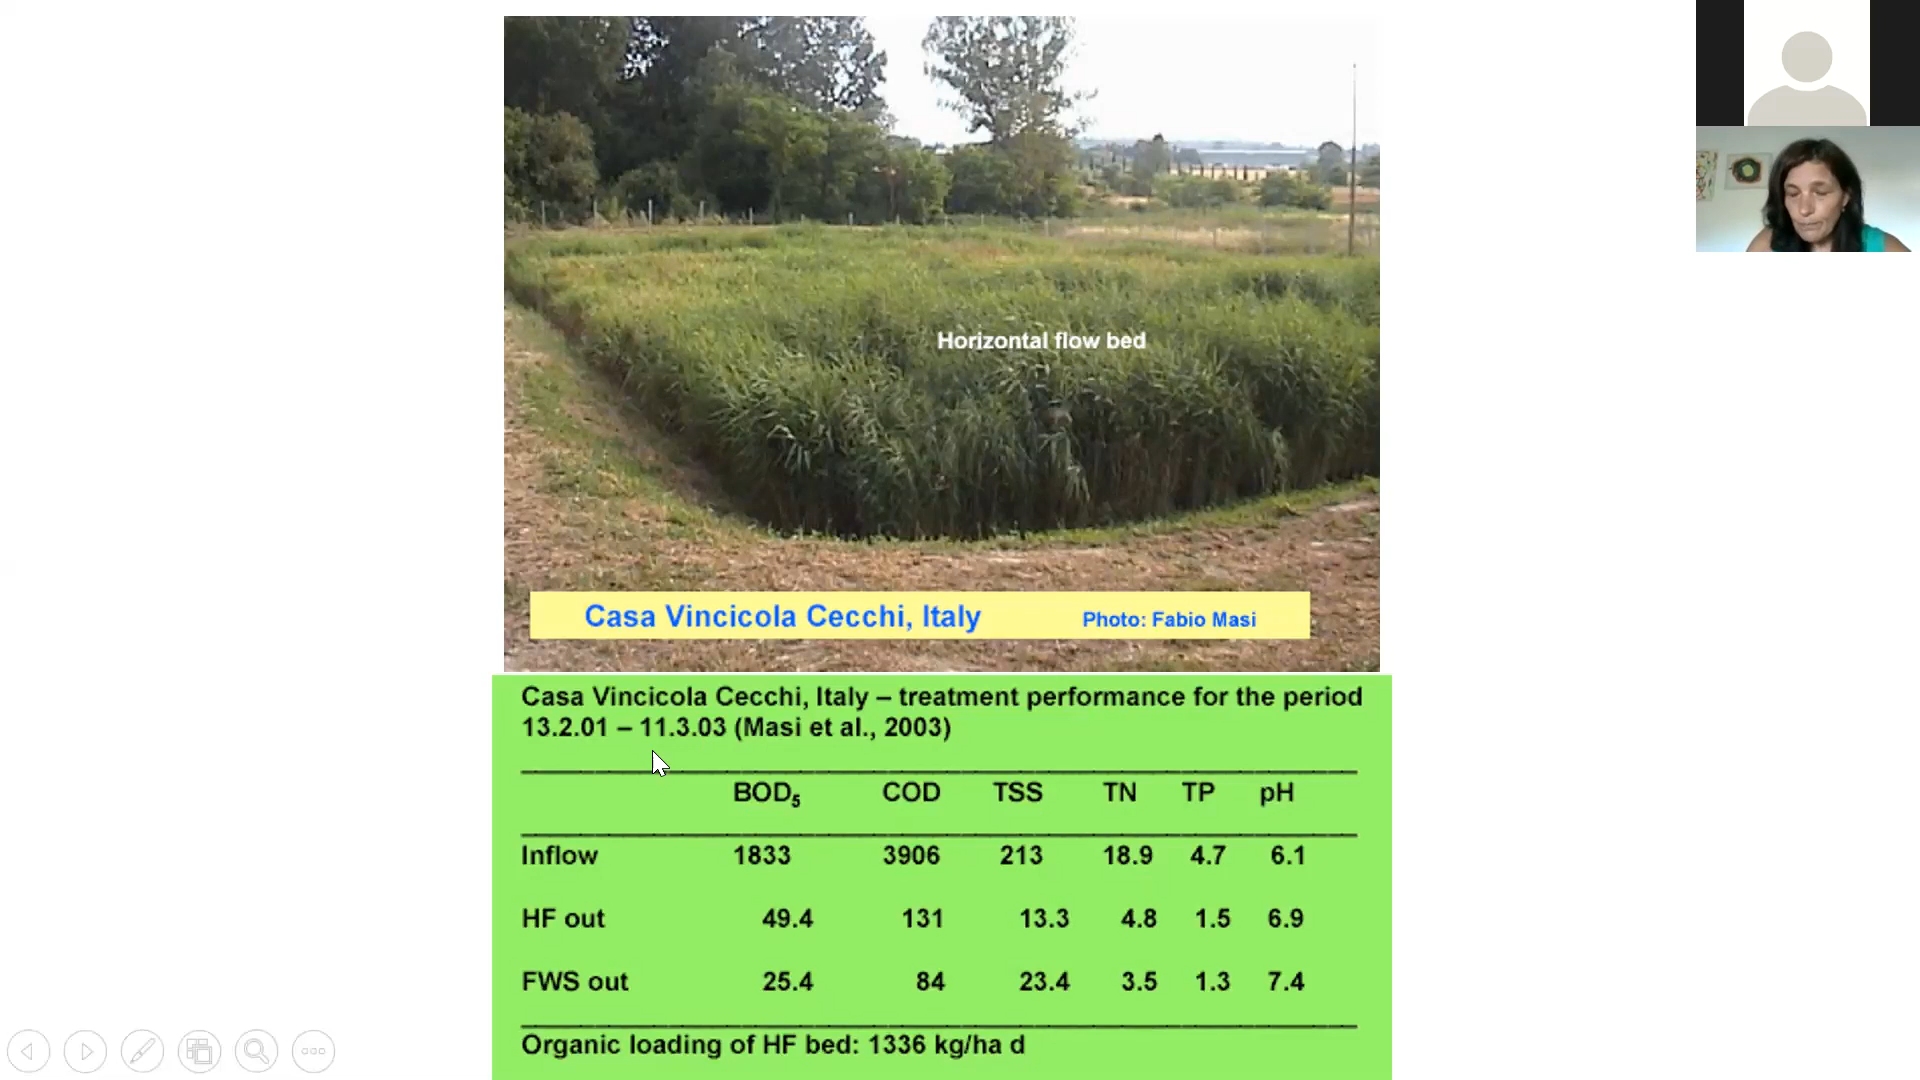 Horizontal flow bed
Casa Vincicola Cecchi, Italy Photo: Fabio Masi
Casa Vincicola Cecchi, Italy – treatment performance for the period
13.2.01 – 11.3.03 (Masi et al., 2003)
BOD₅ COD TSS TN TP pH
Inflow 1833 3906 213 18.9 4.7 6.1
HF out 49.4 131 13.3 4.8 1.5 6.9
FWS out 25.4 84 23.4 3.5 1.3 7.4
Organic loading of HF bed: 1336 kg/ha d